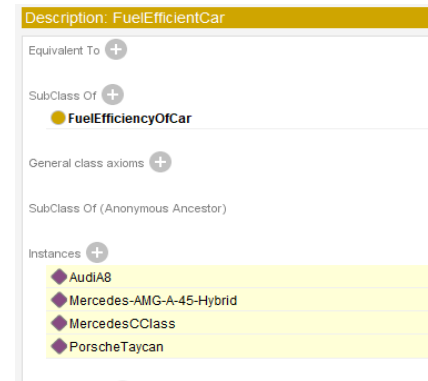 Description: FuelEfficientCar
Equivalent To
SubClass Of
FuelEfficiencyOfCar
General class axioms
SubClass Of (Anonymous Ancestor)
Instances
AudiA8
Mercedes-AMG-A-45-Hybrid
MercedesCClass
PorscheTaycan